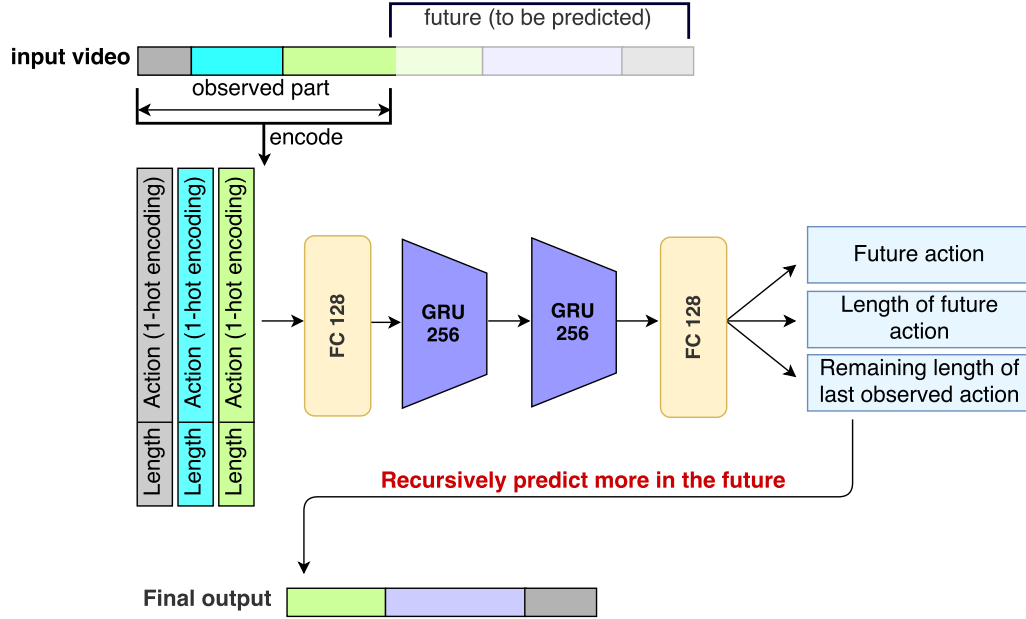 future (to be predicted)
input video
observed part
encode
Length Action (1-hot encoding)
Length Action (1-hot encoding)
Length Action (1-hot encoding)
FC 128
GRU
256
GRU
256
FC 128
Future action
Length of future
action
Remaining length of
last observed action
Recursively predict more in the future
Final output